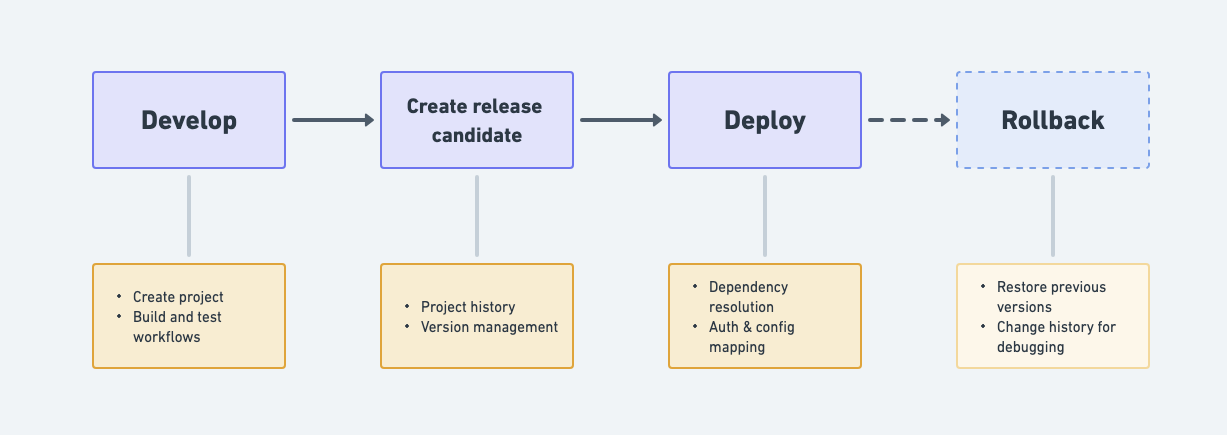 Develop
Create release
candidate
Deploy
Rollback
• Create project
• Build and test
workflows
• Project history
• Version management
• Dependency
resolution
• Auth & config
mapping
• Restore previous
versions
• Change history for
debugging